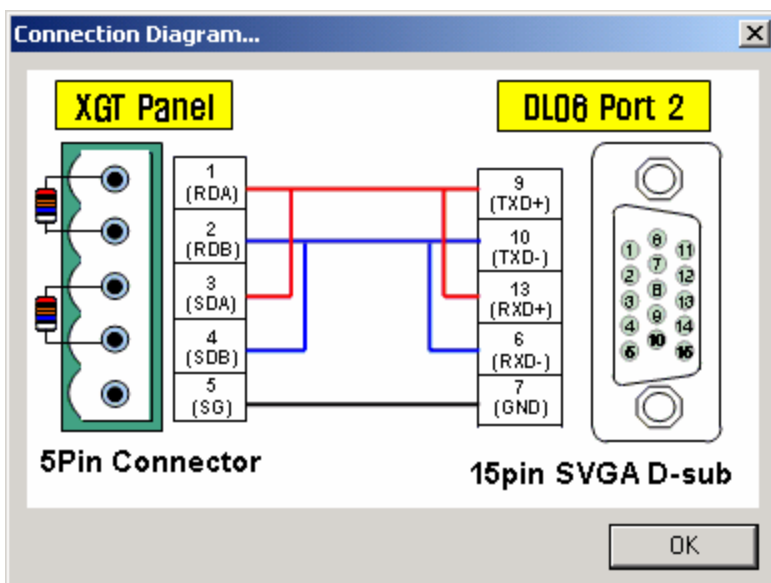 Connection Diagram...
XGT Panel
DL06 Port 2
1
(RDA)
2
(RDB)
3
(SDA)
4
(SDB)
5
(SG)
9
(TXD+)
10
(TXD-)
13
(RXD+)
6
(RXD-)
7
(GND)
1
6
11
2
7
12
3
8
13
4
9
14
5
10
15
5Pin Connector
15pin SVGA D-sub
OK